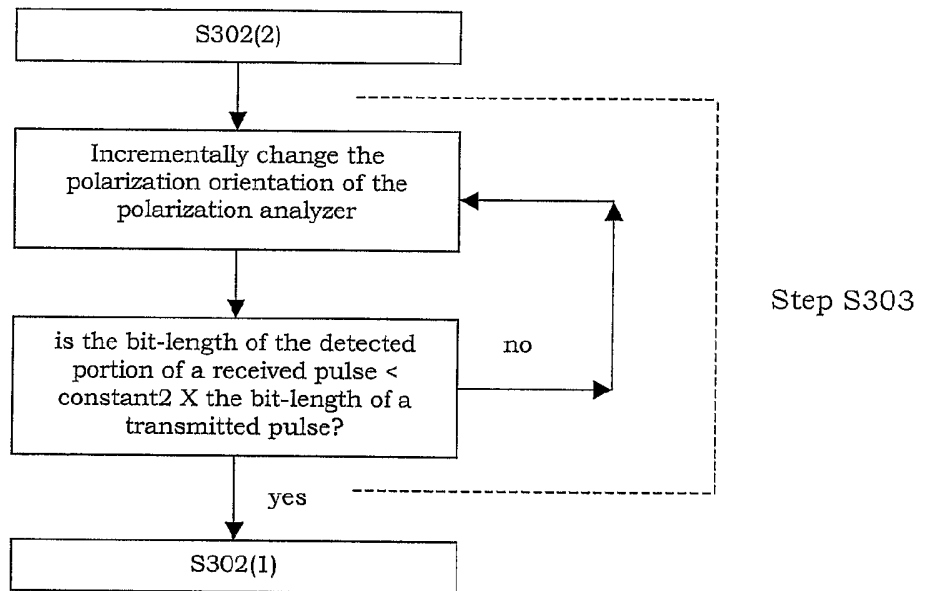 S302(2)
Incrementally change the
polarization orientation of the
polarization analyzer
Step S303
is the bit-length of the detected
portion of a received pulse <
constant2 X the bit-length of a
transmitted pulse?
no
yes
S302(1)